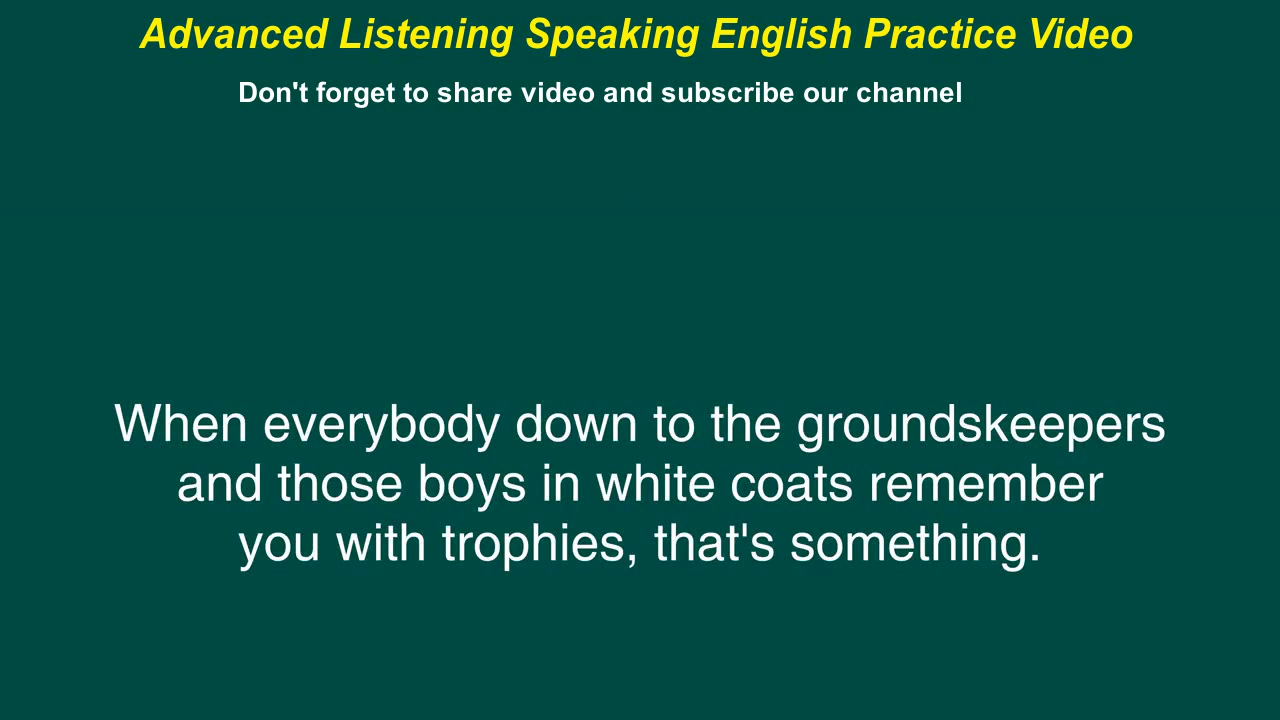 Advanced Listening Speaking English Practice Video
Don't forget to share video and subscribe our channel
When everybody down to the groundskeepers
and those boys in white coats remember
you with trophies, that's something.